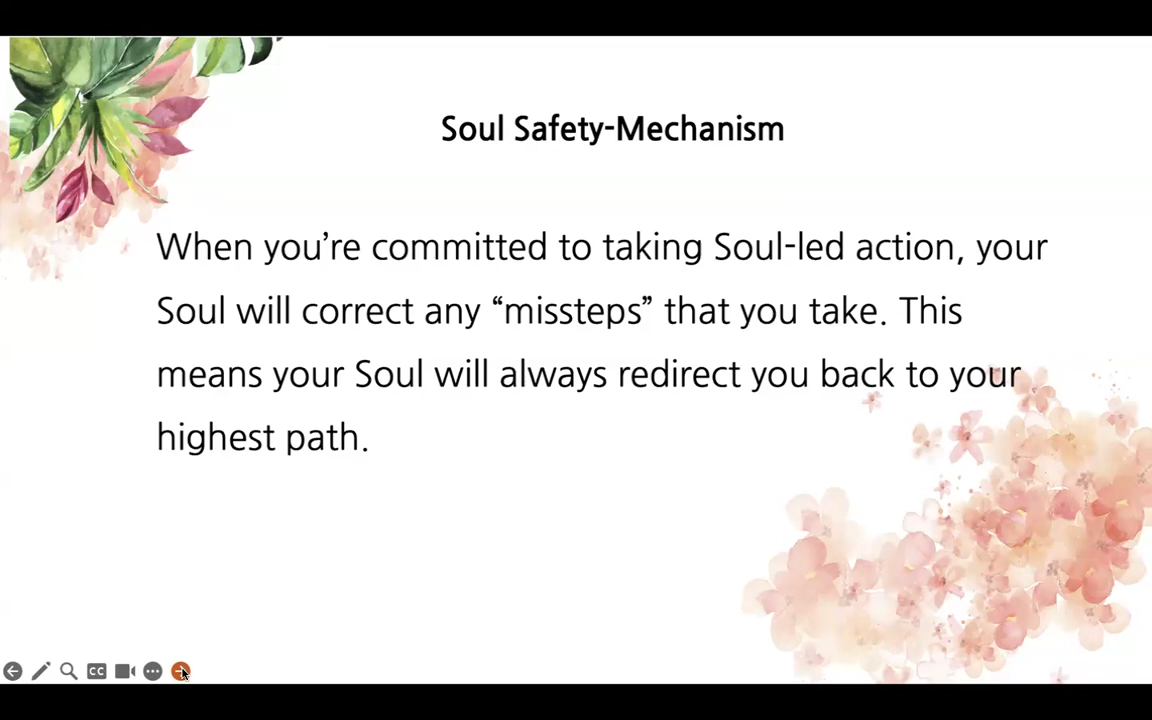 Soul Safety-Mechanism
When you’re committed to taking Soul-led action, your
Soul will correct any “missteps” that you take. This
means your Soul will always redirect you back to your
highest path.
CC